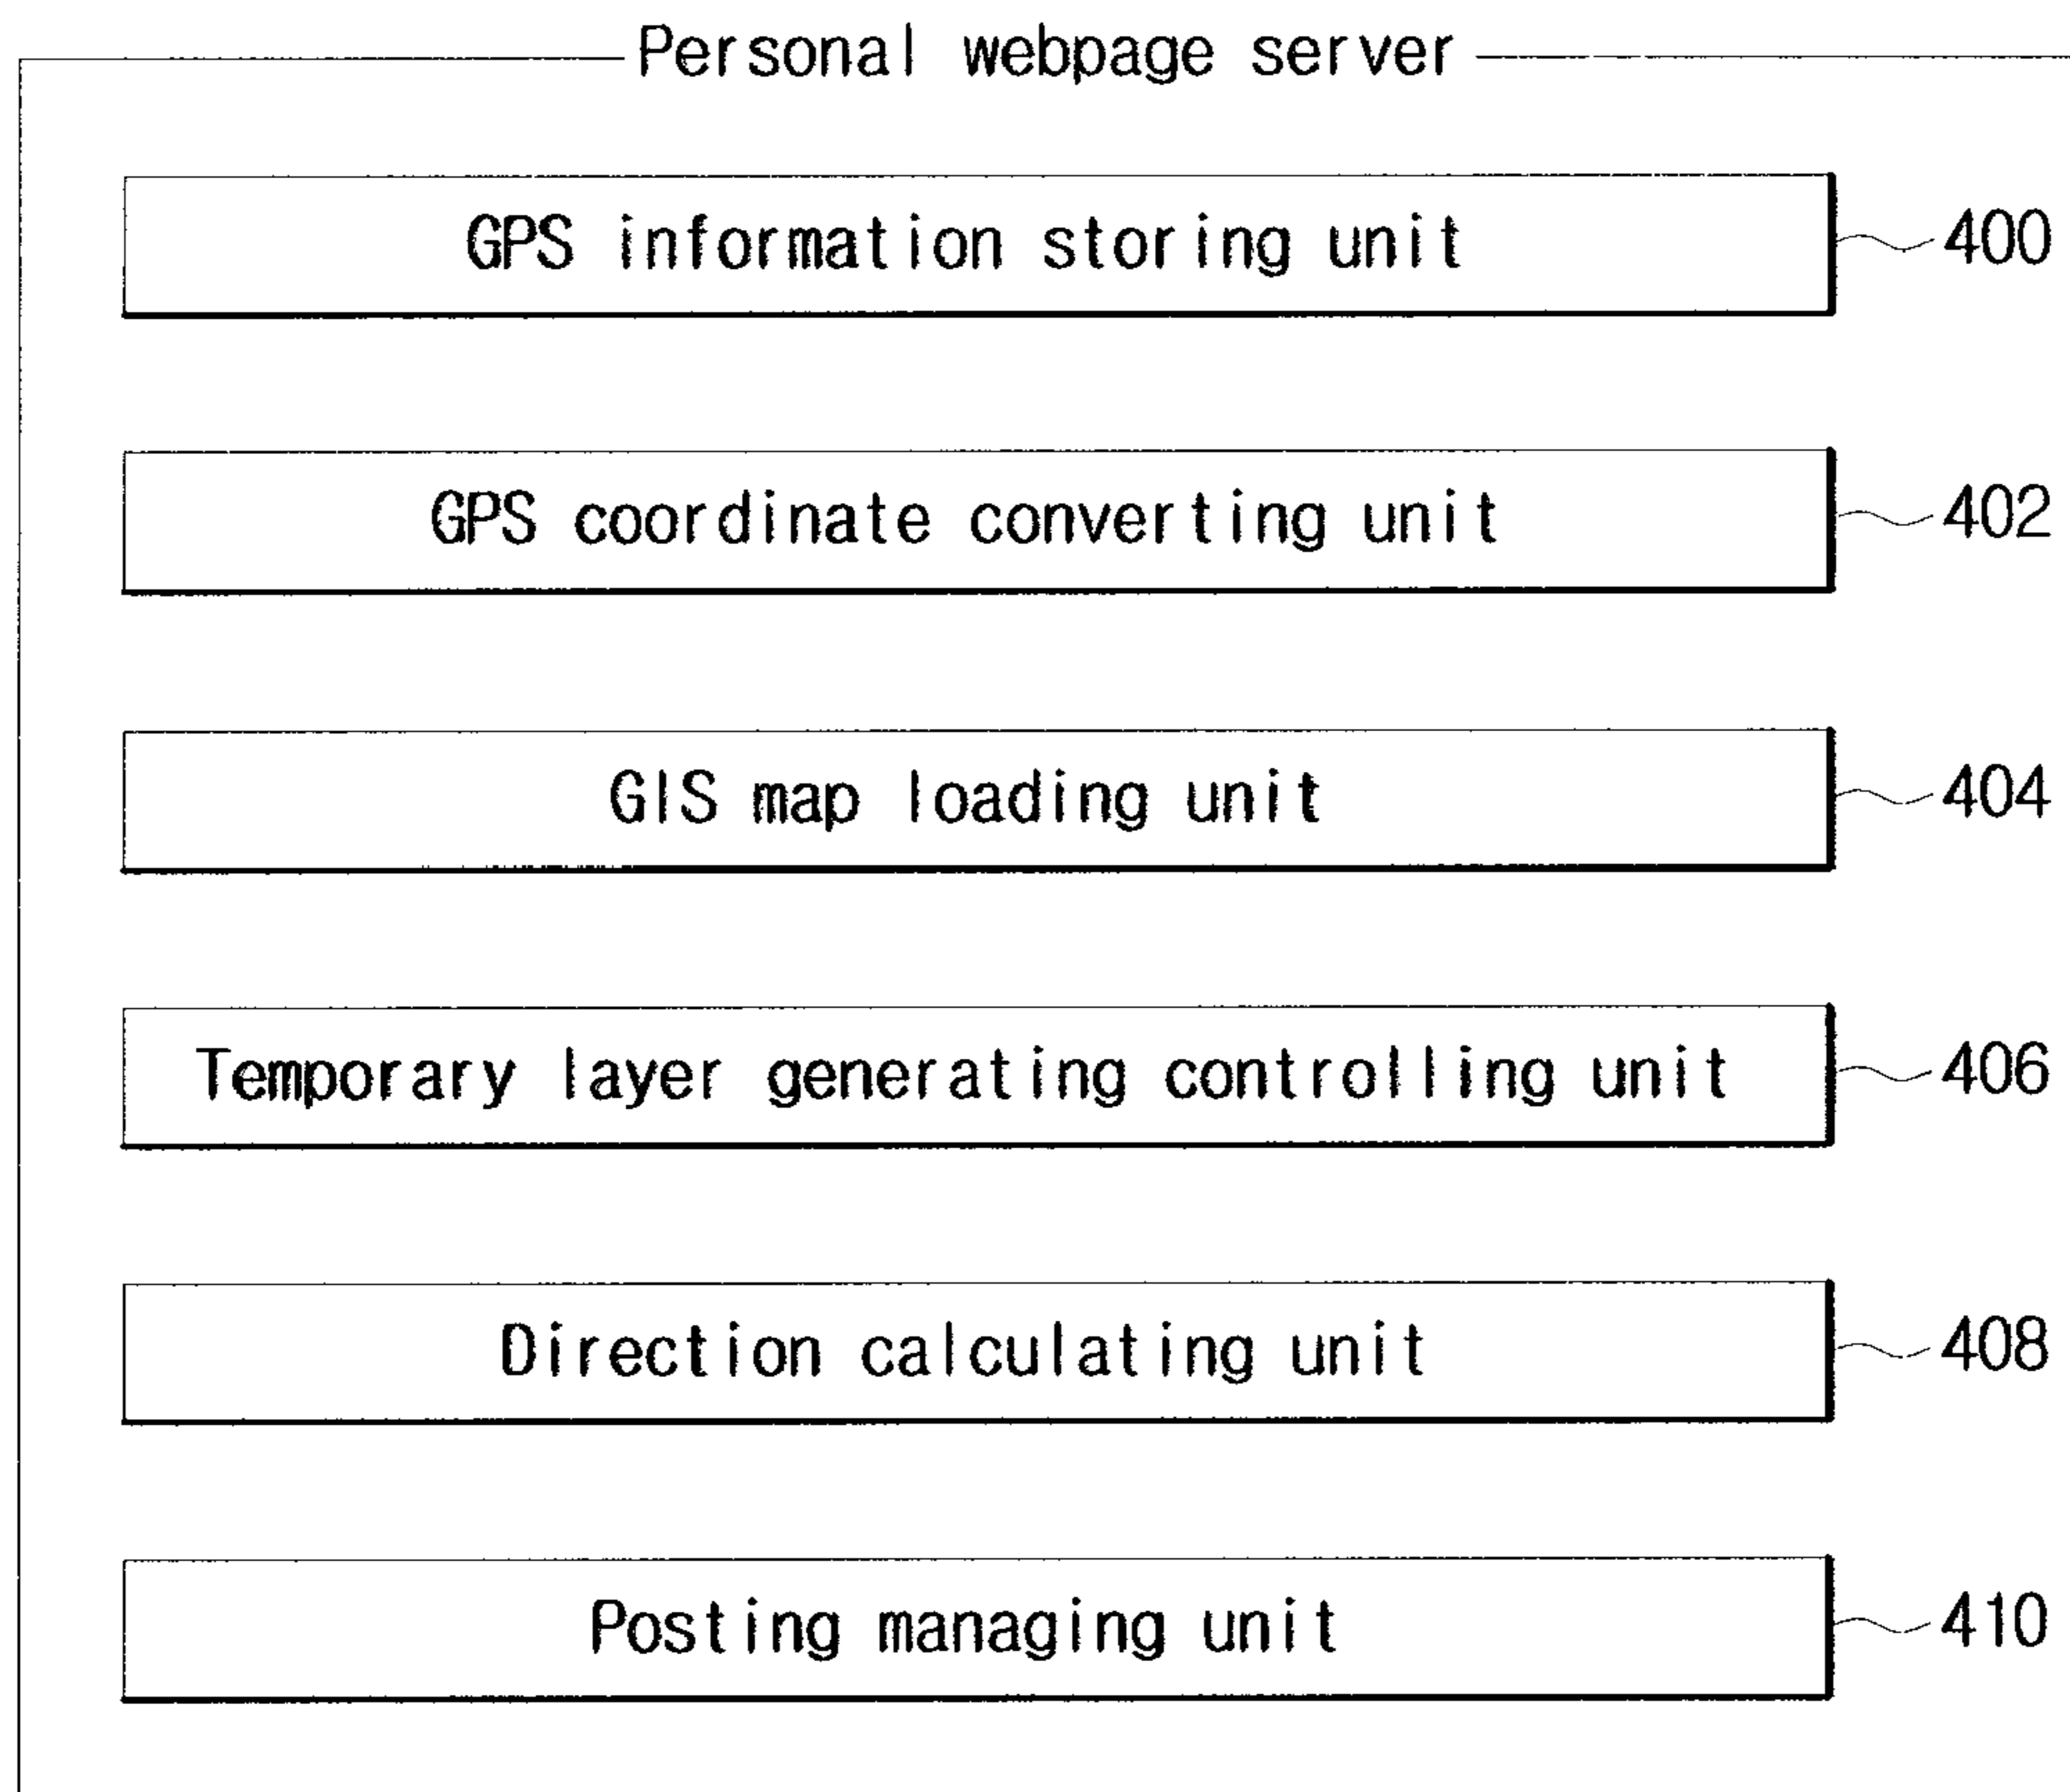 Personal webpage server
GPS information storing unit 400
GPS coordinate converting unit 402
GIS map loading unit 404
Temporary layer generating controlling unit 406
Direction calculating unit 408
Posting managing unit 410